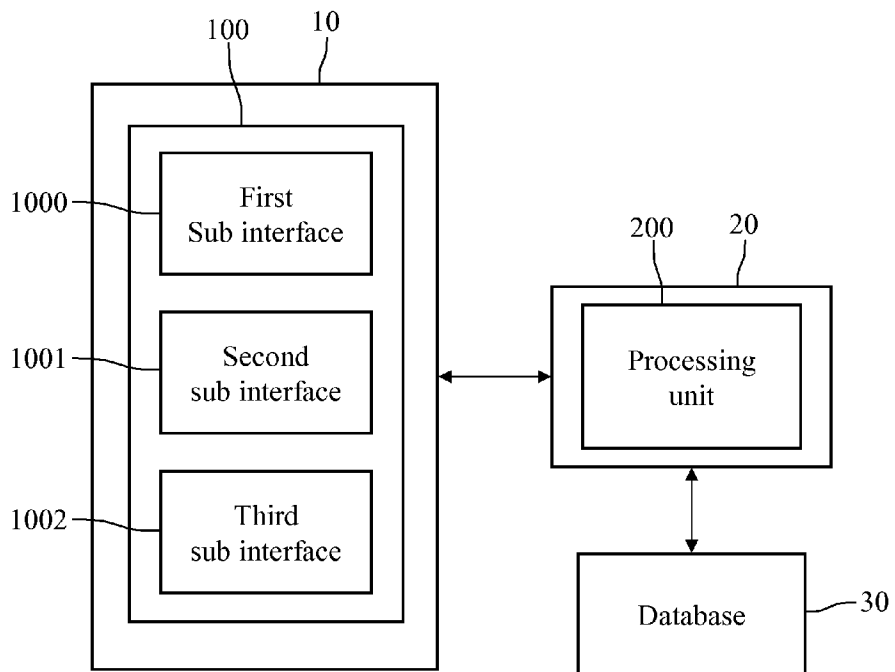 100
10
1000
First
Sub interface
1001
Second
sub interface
1002
Third
sub interface
200
20
Processing
unit
Database
30